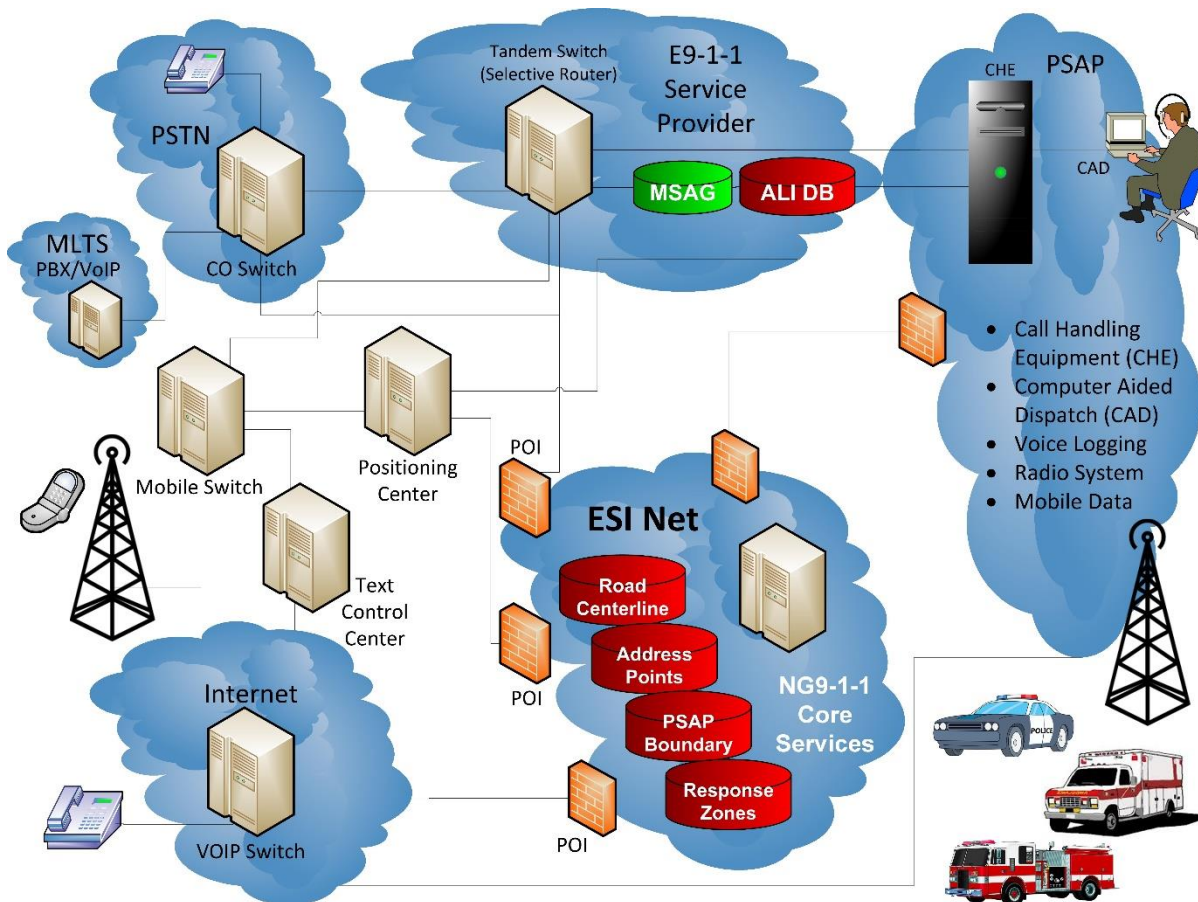 PSTN
CO Switch
MLTS
PBX/VoIP
Tandem Switch
(Selective Router)
E9-1-1
Service
Provider
MSAG
ALI DB
CHE
PSAP
CAD
• Call Handling
Equipment (CHE)
• Computer Aided
Dispatch (CAD)
• Voice Logging
• Radio System
• Mobile Data
Mobile Switch
Positioning
Center
Text
Control
Center
POI
POI
POI
ESI Net
Road
Centerline
Address
Points
PSAP
Boundary
Response
Zones
NG9-1-1
Core
Services
Internet
VOIP Switch
POLICE